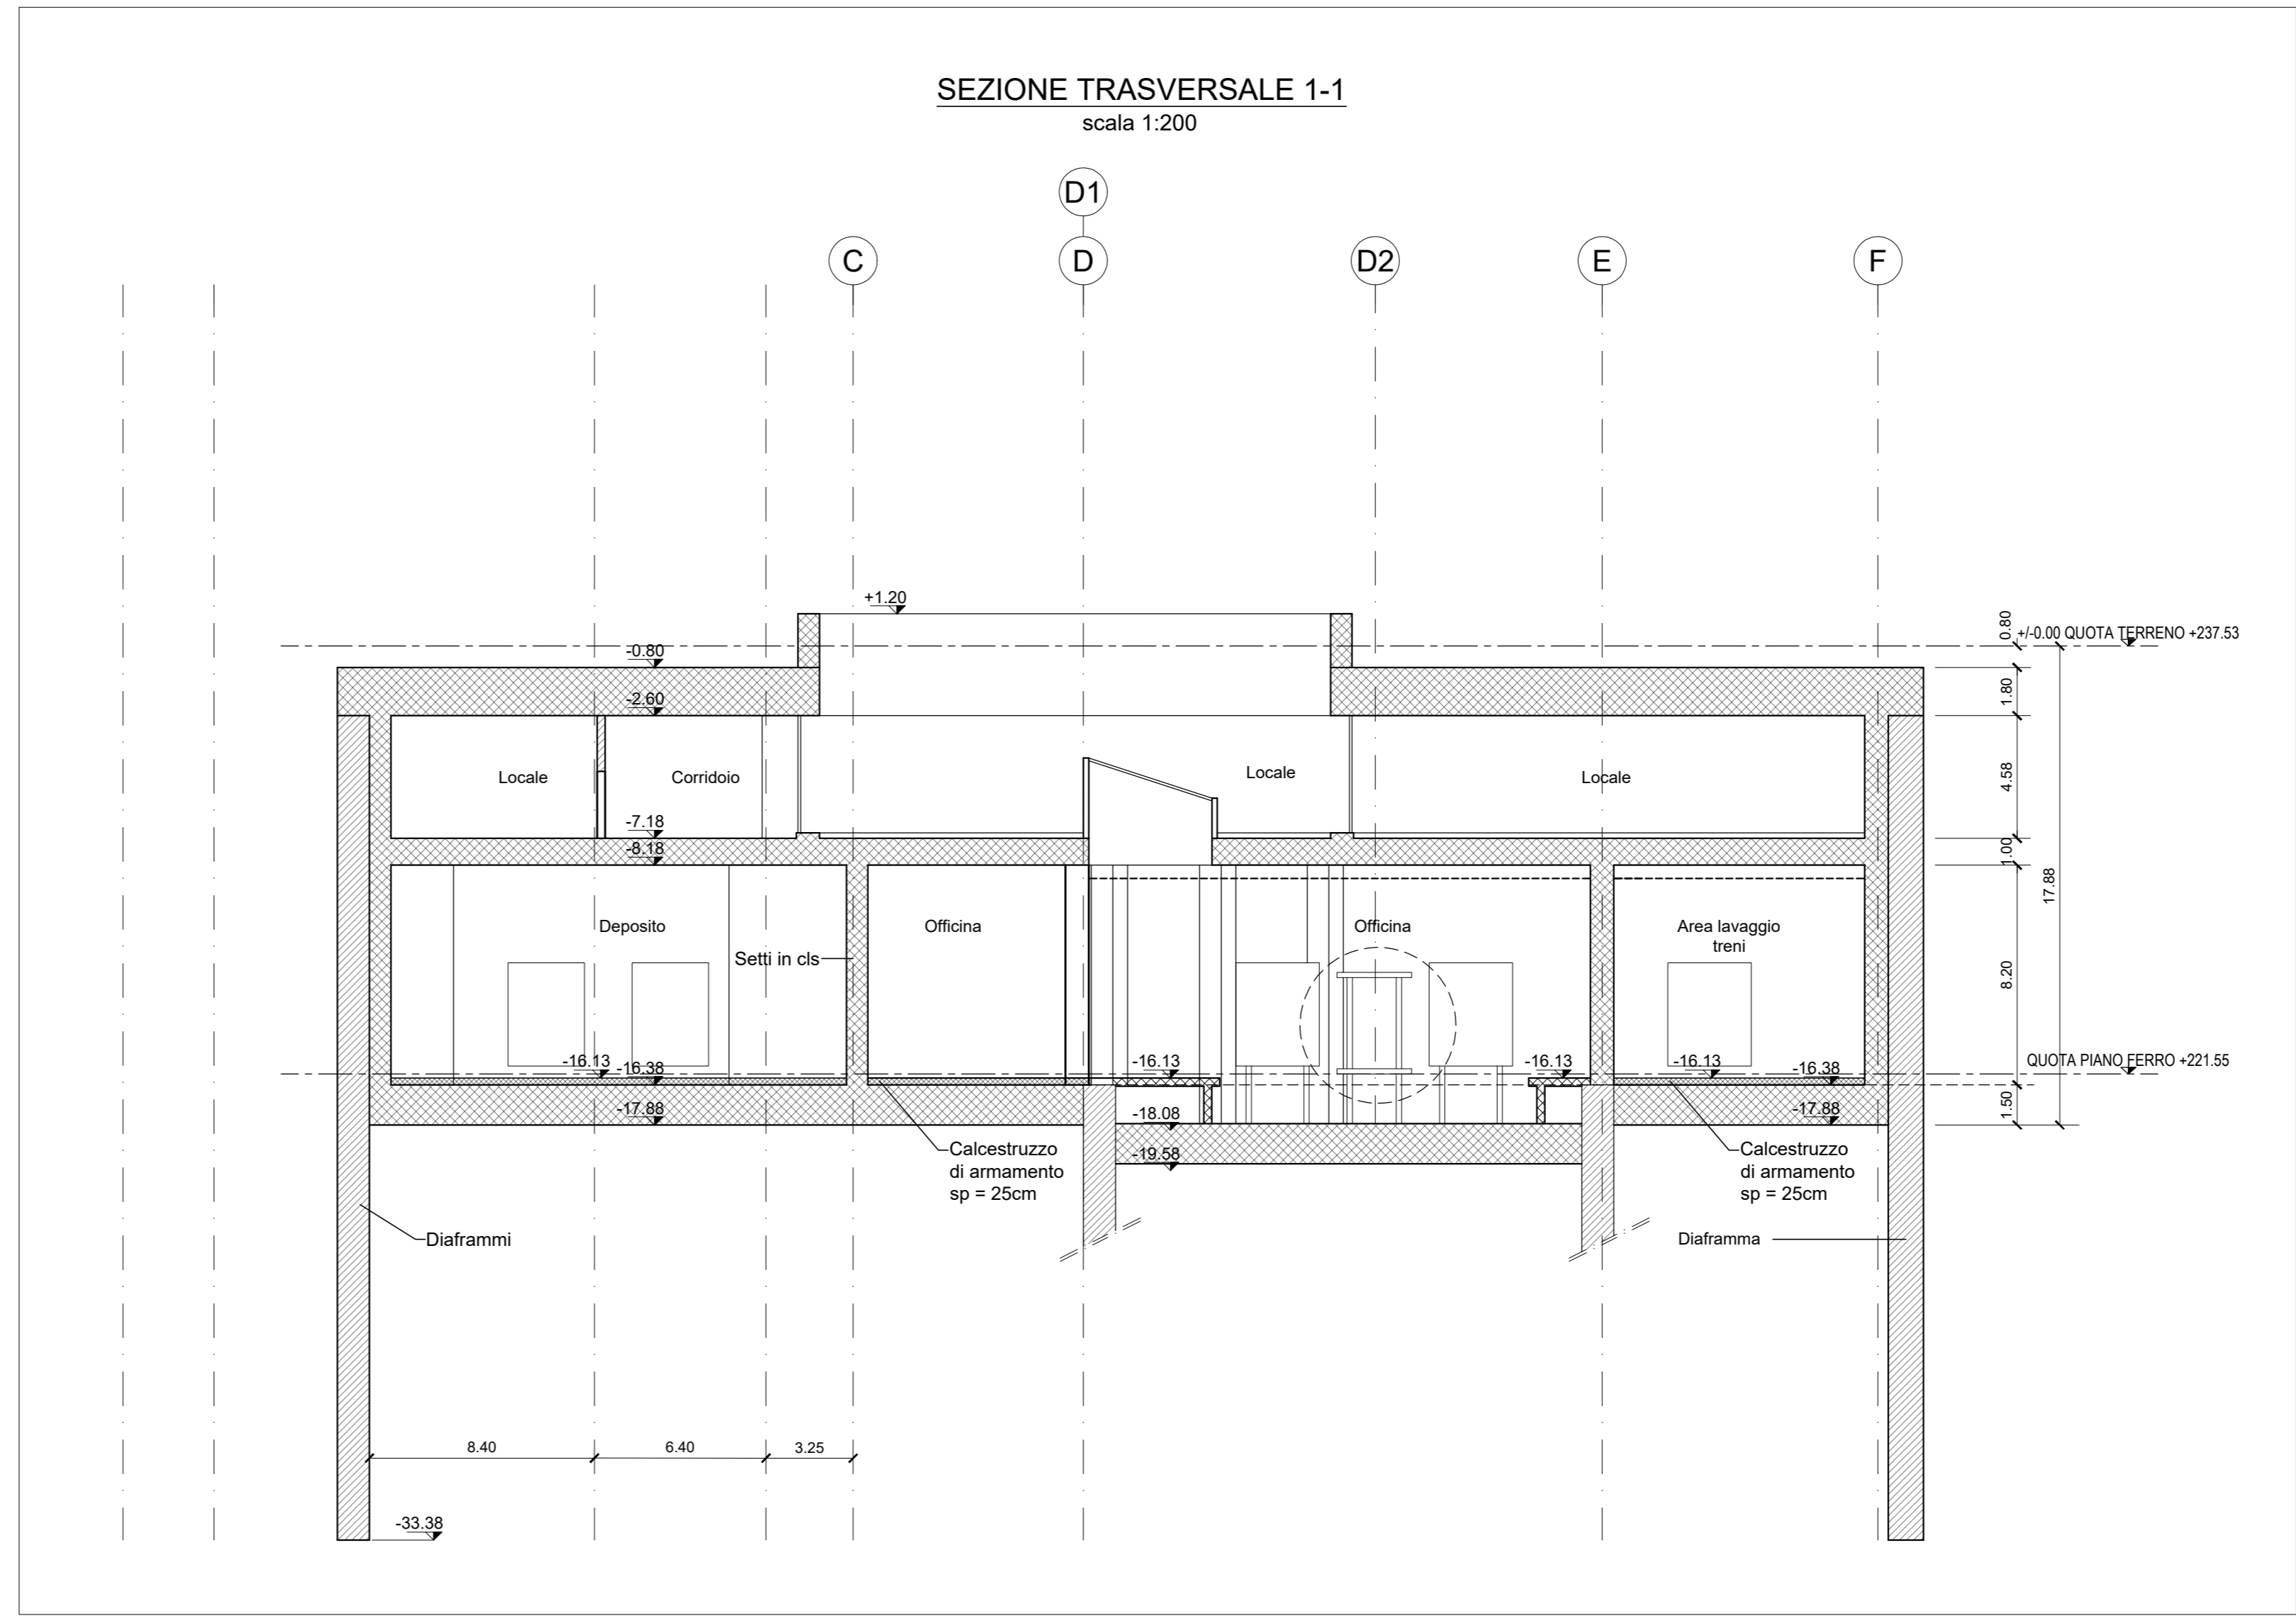 SEZIONE TRASVERSALE 1-1
scala 1:200
D1
C
D
D2
E
F
+1.20
0.80
+/-0.00 QUOTA TERRENO +237.53
-0.80
1.80
-2.60
Locale
Corridoio
Locale
Locale
4.58
-7.18
-8.18
1.00
17.88
Deposito
Officina
Officina
Area lavaggio
treni
Setti in cls
8.20
-16.13
-16.38
-16.13
-16.13
-16.13
-16.38
QUOTA PIANO FERRO +221.55
-17.88
-18.08
-17.88
1.50
-19.58
Calcestruzzo
di armamento
sp = 25cm
Calcestruzzo
di armamento
sp = 25cm
Diaframmi
Diaframma
8.40
6.40
3.25
-33.38